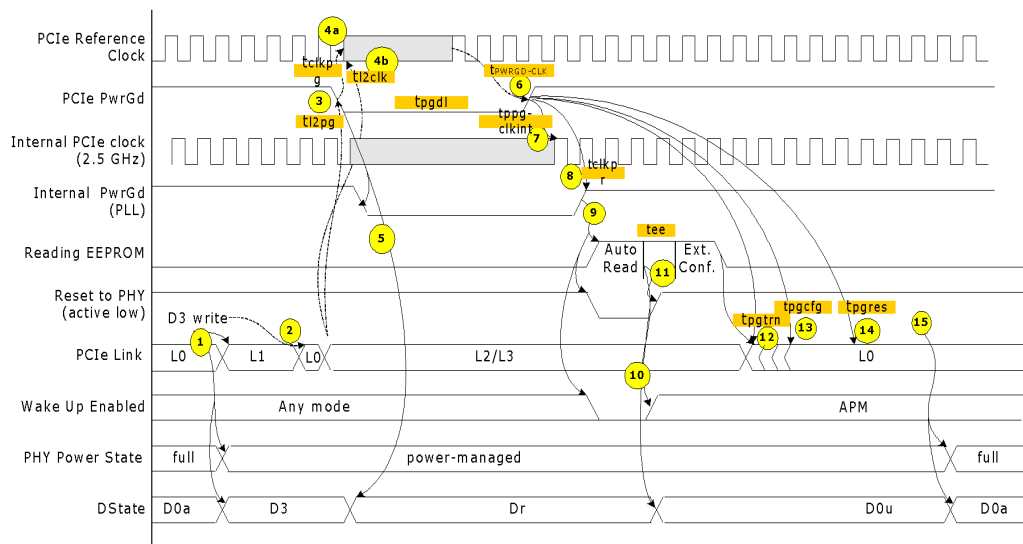 PCIe Reference
Clock
4a
4b
tclkp
g
tl2clk
tPWRGD-CLK
6
PCIe PwrGd
3
tpgdl
tl2pg
tppg-
clkint
Internal PCIe clock
(2.5 GHz)
7
tclkp
r
8
Internal PwrGd
(PLL)
9
5
tee
Reading EEPROM
Auto
Read
Ext.
Conf.
11
Reset to PHY
(active low)
D3 write
tpgtrn
tpgcfg
tpgres
1
2
12
13
14
15
PCIe Link
L0
L1
L0
L2/L3
L0
10
Wake Up Enabled
Any mode
APM
PHY Power State
full
power-managed
full
DState
D0a
D3
Dr
D0u
D0a